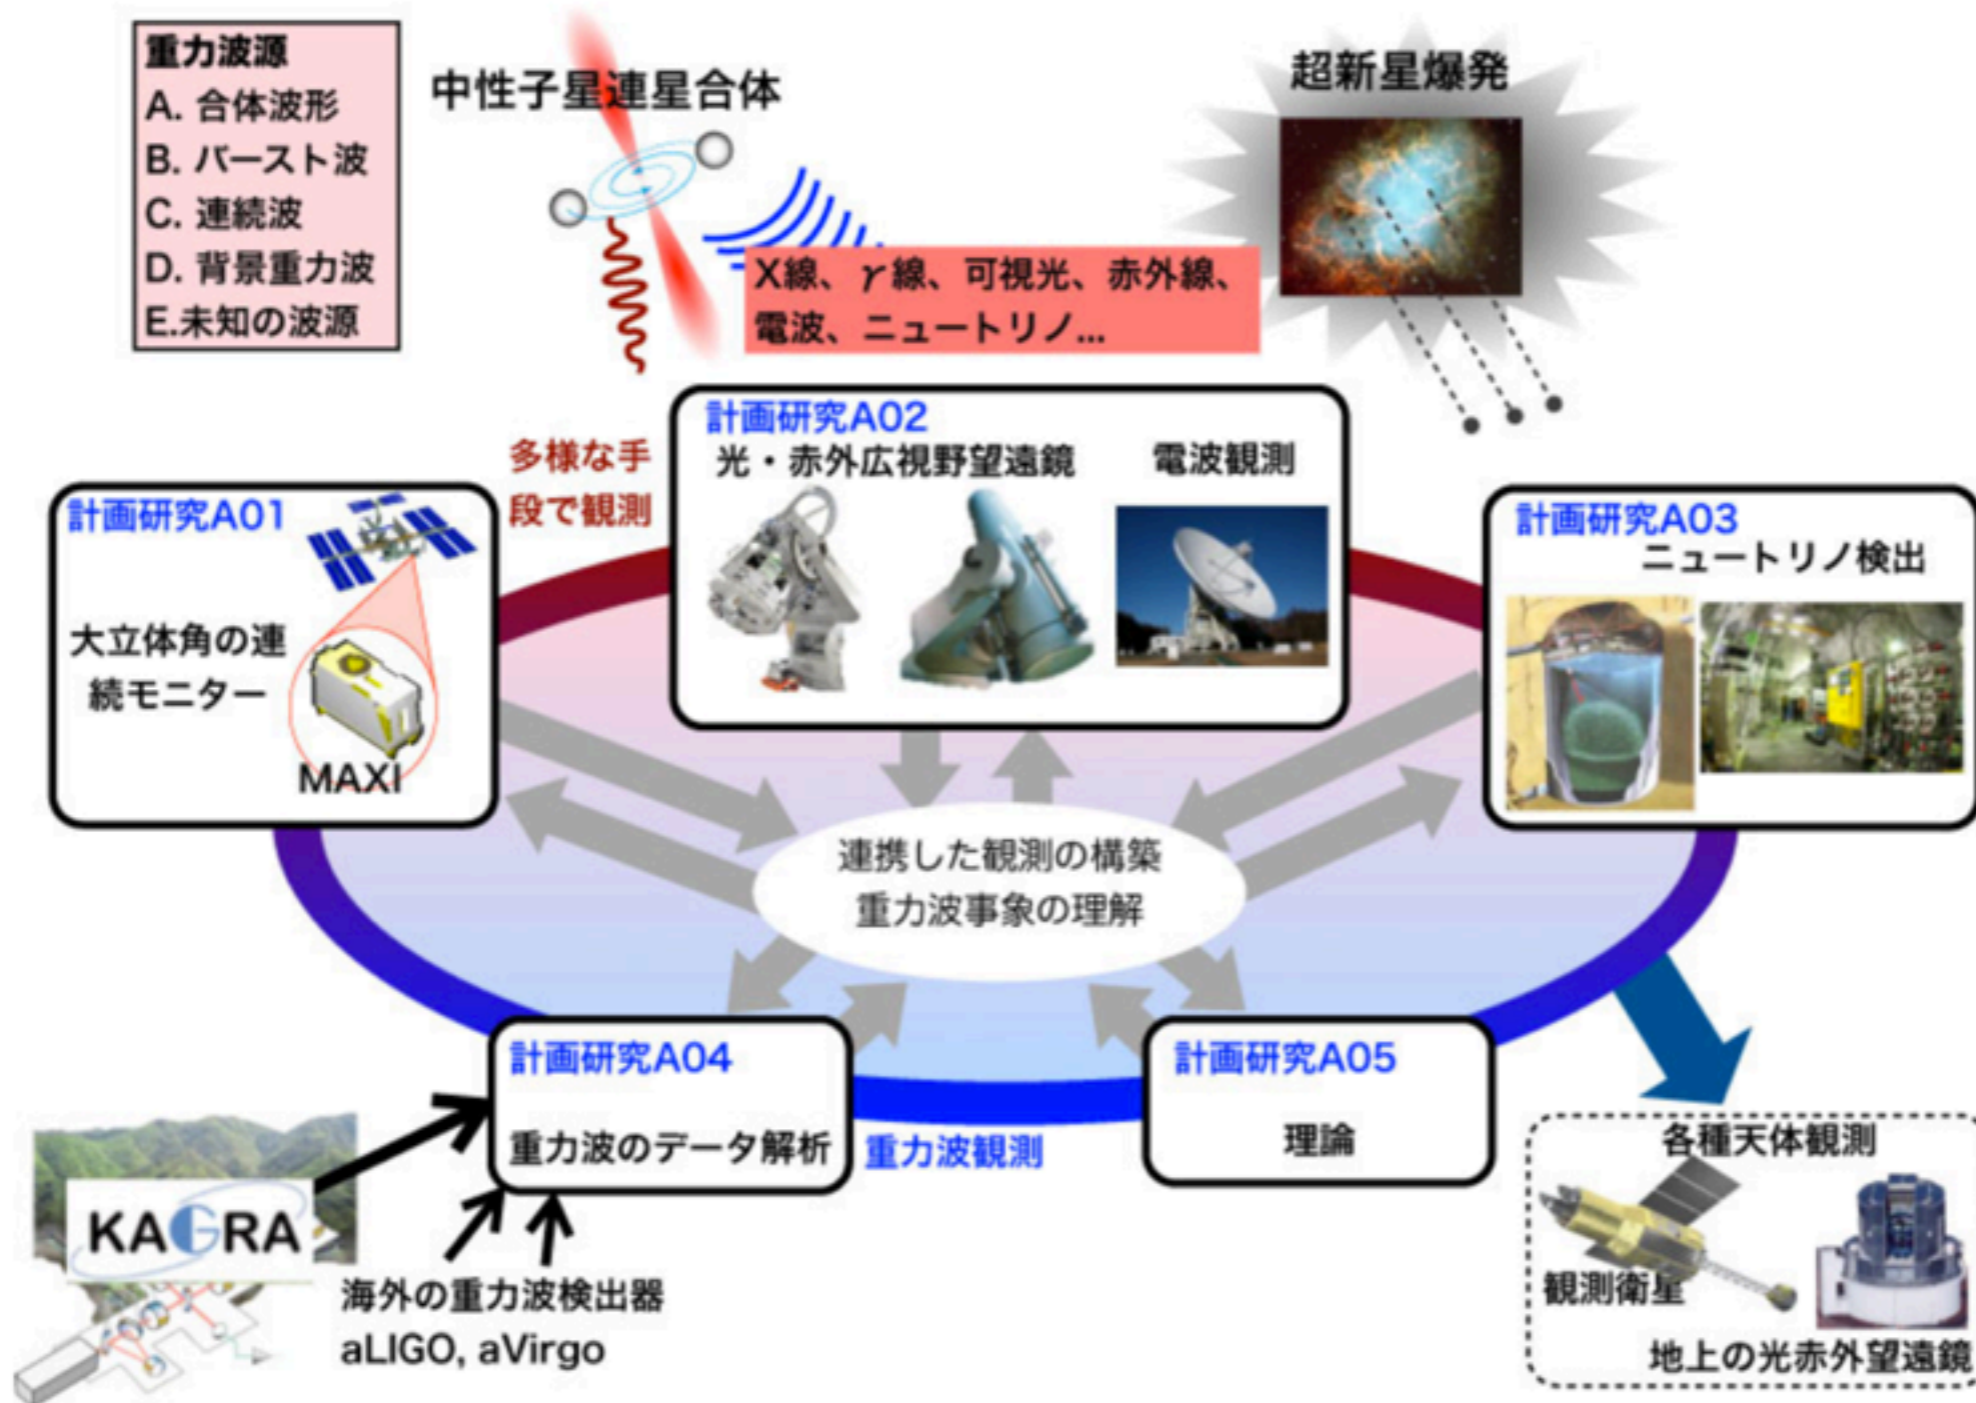 重力波源
A. 合体波形
B. バースト波
C. 連続波
D. 背景重力波
E.未知の波源
中性子星連星合体
超新星爆発
X線、γ線、可視光、赤外線、
電波、ニュートリノ...
多様な手
段で観測
計画研究A01
大立体角の連
続モニター
MAXI
計画研究A02
光・赤外広視野望遠鏡
電波観測
計画研究A03
ニュートリノ検出
連携した観測の構築
重力波事象の理解
計画研究A04
重力波のデータ解析
重力波観測
計画研究A05
理論
KAGRA
海外の重力波検出器
aLIGO, aVirgo
各種天体観測
観測衛星
地上の光赤外望遠鏡